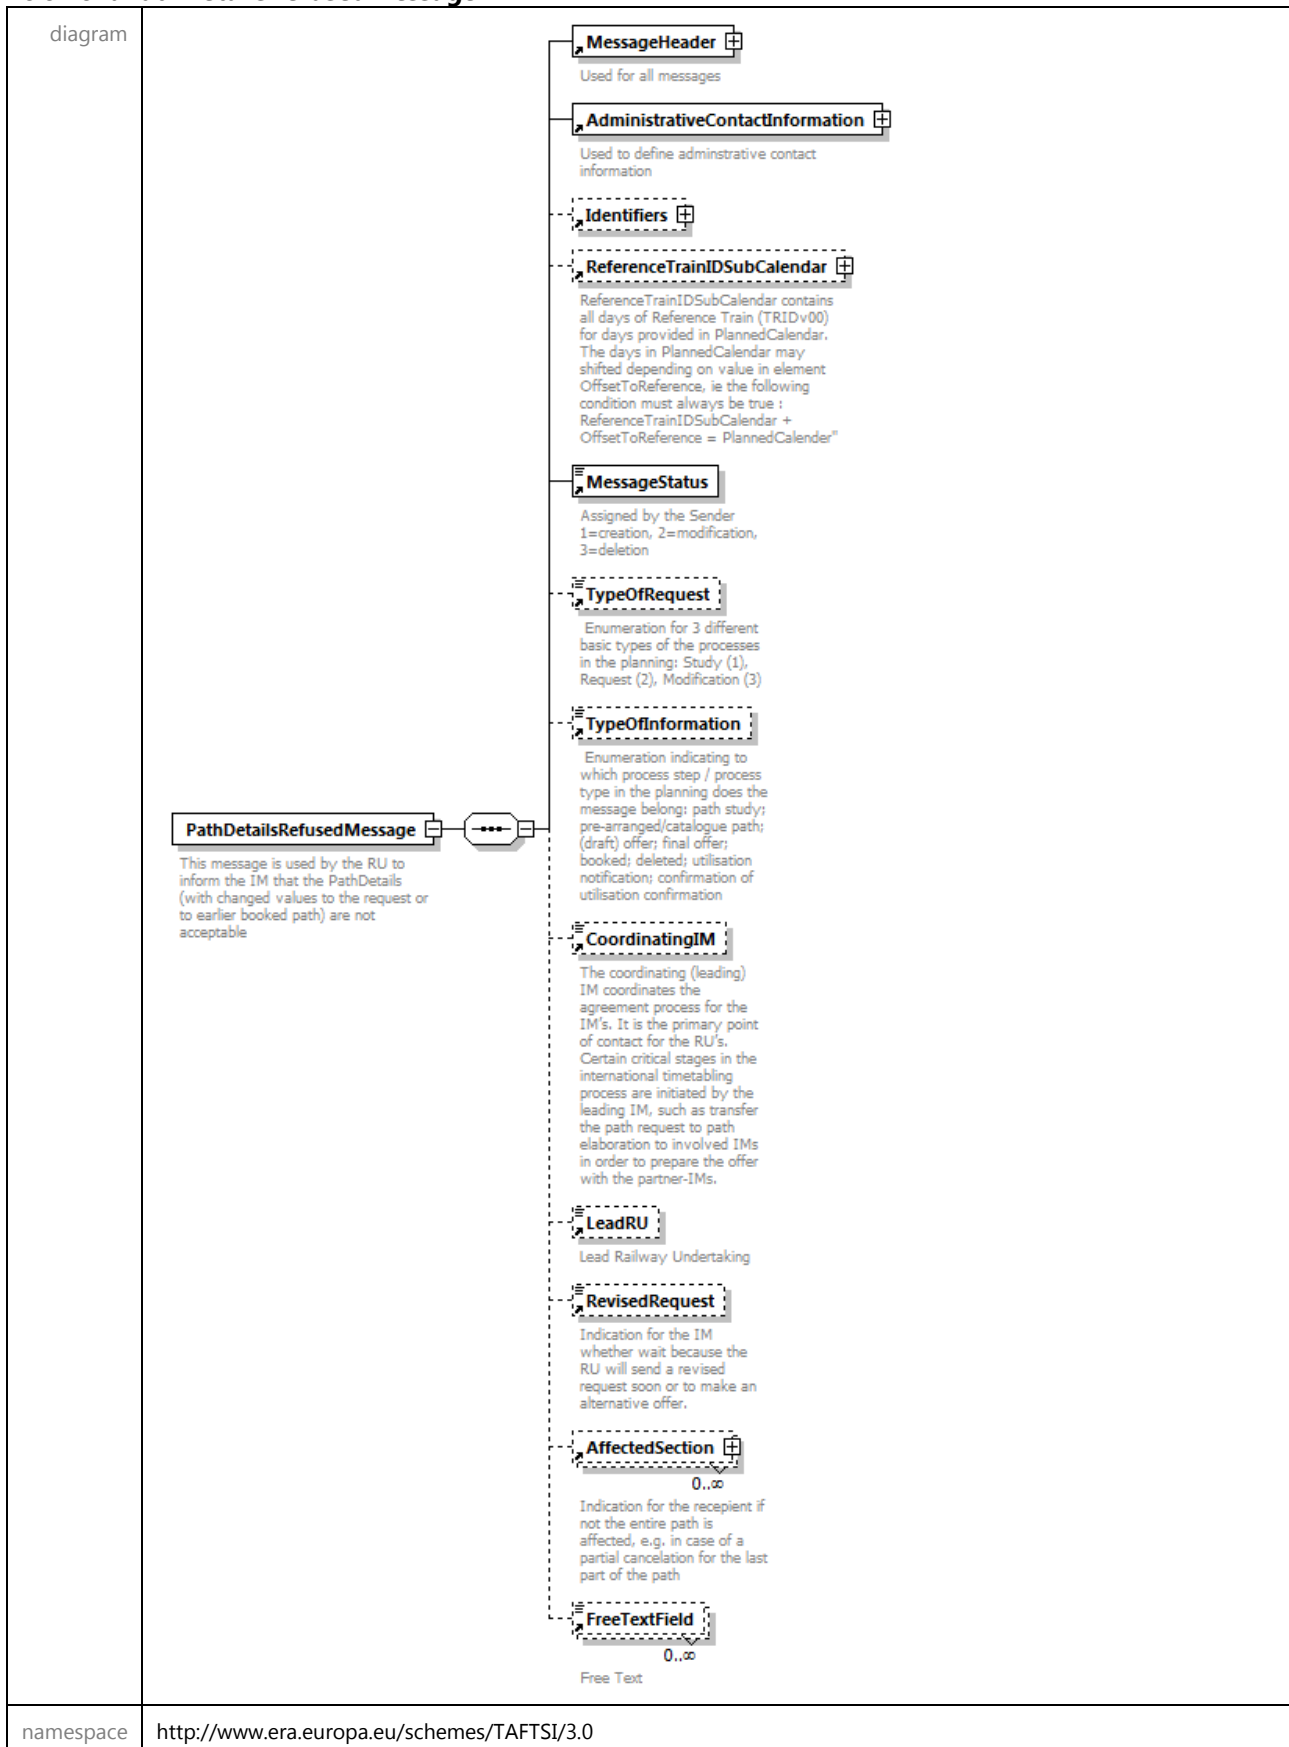 diagram
MessageHeader
Used for all messages
AdministrativeContactInformation
Used to define adminstrative contact
information
Identifiers
ReferenceTrainIDSubCalendar
ReferenceTrainIDSubCalendar contains
all days of Reference Train (TRIDv00)
for days provided in PlannedCalendar.
The days in PlannedCalendar may
shifted depending on value in element
OffsetToReference, ie the following
condition must always be true :
ReferenceTrainIDSubCalendar +
OffsetToReference = PlannedCalender"
MessageStatus
Assigned by the Sender
1=creation, 2=modification,
3=deletion
TypeOfRequest
Enumeration for 3 different
basic types of the processes
in the planning: Study (1),
Request (2), Modification (3)
TypeOfInformation
Enumeration indicating to
which process step / process
type in the planning does the
message belong: path study;
pre-arranged/catalogue path;
(draft) offer; final offer;
booked; deleted; utilisation
notification; confirmation of
utilisation confirmation
PathDetailsRefusedMessage
This message is used by the RU to
inform the IM that the PathDetails
(with changed values to the request or
to earlier booked path) are not
acceptable
CoordinatingIM
The coordinating (leading)
IM coordinates the
agreement process for the
IM's. It is the primary point
of contact for the RU's.
Certain critical stages in the
international timetabling
process are initiated by the
leading IM, such as transfer
the path request to path
elaboration to involved IMs
in order to prepare the offer
with the partner-IMs.
LeadRU
Lead Railway Undertaking
RevisedRequest
Indication for the IM
whether wait because the
RU will send a revised
request soon or to make an
alternative offer.
AffectedSection
0..∞
Indication for the recepient if
not the entire path is
affected, e.g. in case of a
partial cancelation for the last
part of the path
FreeTextField
0..∞
Free Text
namespace
http://www.era.europa.eu/schemes/TAFTSI/3.0